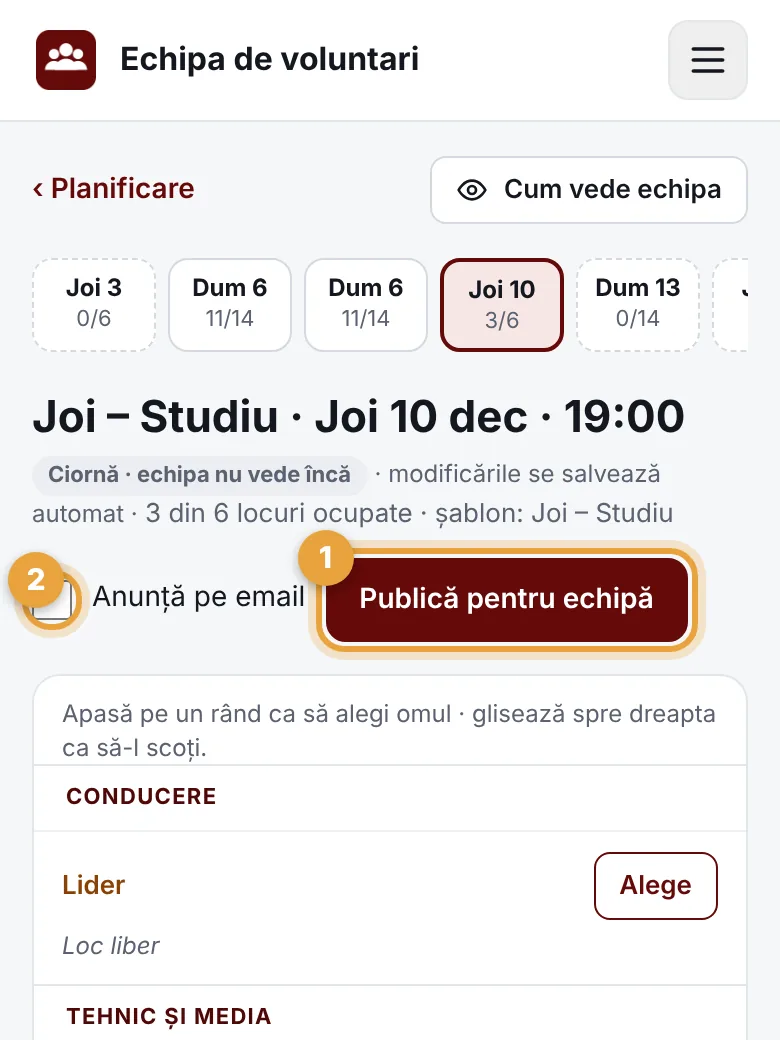 Echipa de voluntari
‹ Planificare
Cum vede echipa
Joi 3
0/6
Dum 6
11/14
Dum 6
11/14
Joi 10
3/6
Dum 13
0/14
Joi – Studiu · Joi 10 dec · 19:00
Ciornă · echipa nu vede încă · modificările se salvează
automat · 3 din 6 locuri ocupate · șablon: Joi – Studiu
2
Anunță pe email
1
Publică pentru echipă
Apasă pe un rând ca să alegi omul · glisează spre dreapta
ca să-l scoți.
CONDUCERE
Lider
Alege
Loc liber
TEHNIC ȘI MEDIA